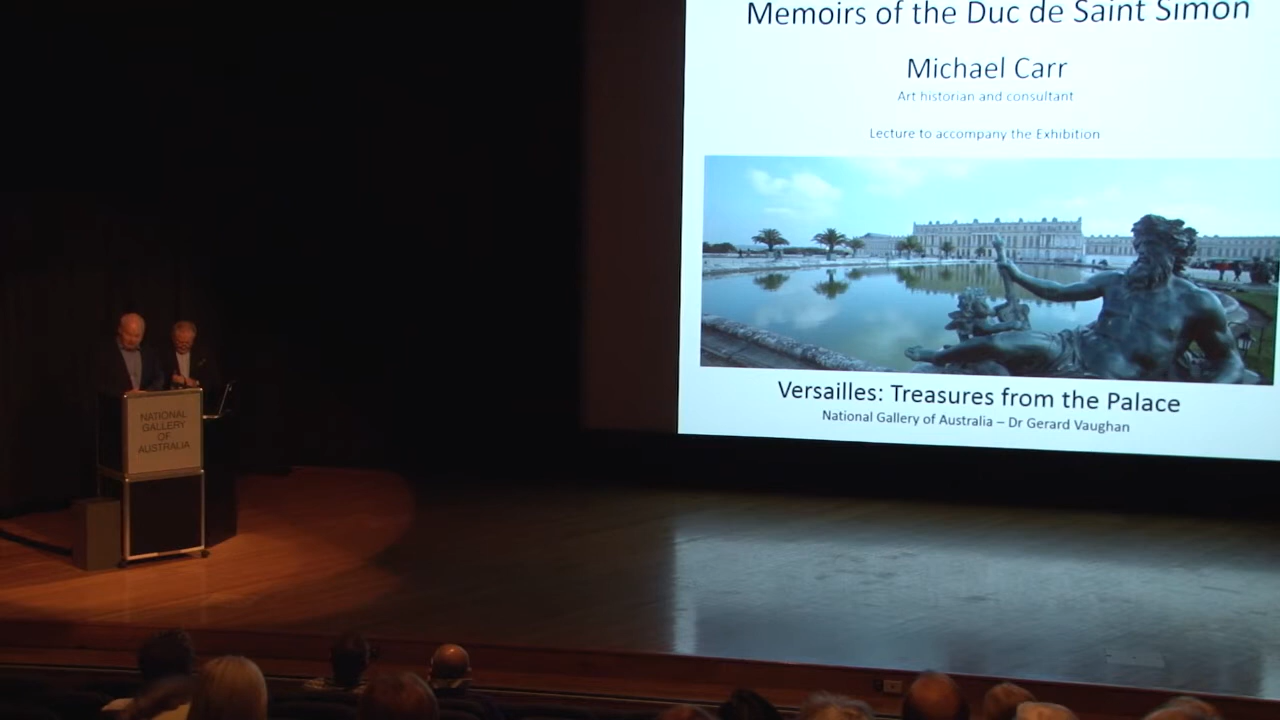 Memoirs of the Duc de Saint Simon
Michael Carr
Art historian and consultant
Lecture to accompany the Exhibition
Versailles: Treasures from the Palace
National Gallery of Australia – Dr Gerard Vaughan
NATIONAL
GALLERY
OF
AUSTRALIA